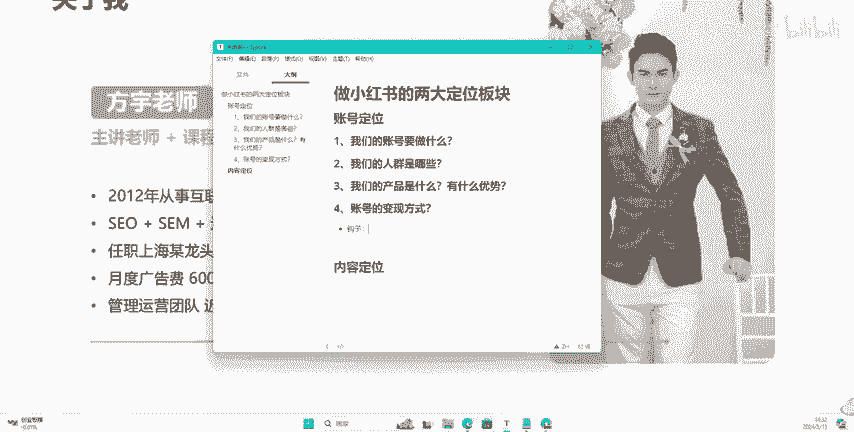 关于我
bilibili
文件(F) 编辑(E) 段落(P) 格式(O) 视图(V) 主题(T) 帮助(H)
文件 大纲
做小红书的两大定位板块
账号定位
1、我们的账号要做什么？
2、我们的人群是哪些？
3、我们的产品是什么？有
什么优势？
4、账号的变现方式？
内容定位
做小红书的两大定位板块
账号定位
1、我们的账号要做什么？
2、我们的人群是哪些？
3、我们的产品是什么？有什么优势？
4、账号的变现方式？
钩子：
内容定位
方宇老师
主讲老师 + 课程
2012年从事互联
SEO + SEM +
任职上海某龙头
月度广告费 600
管理运营团队 近
搜索